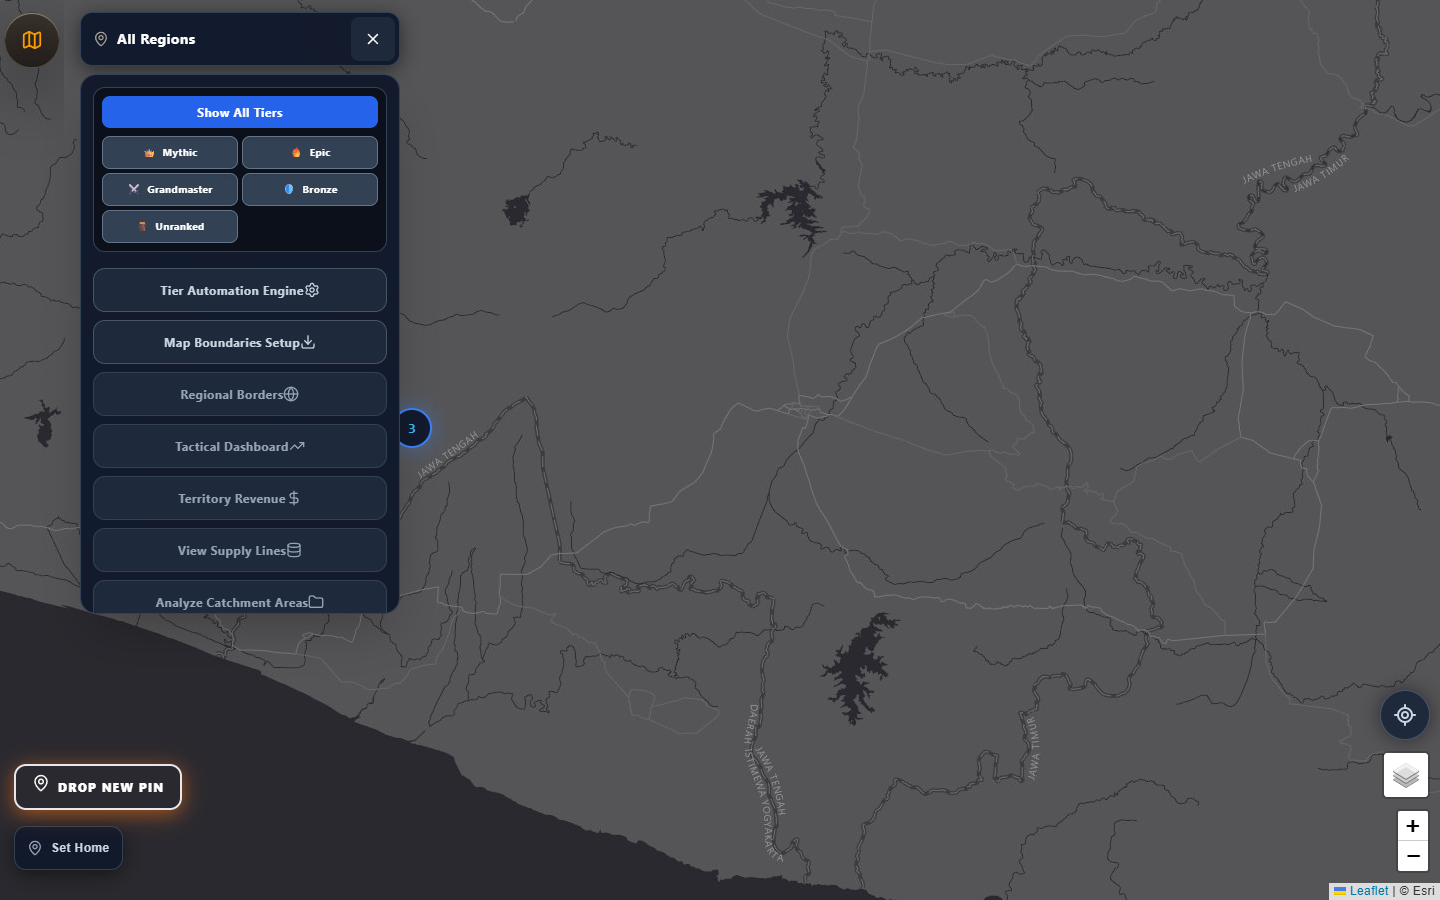 All Regions
Show All Tiers
Mythic
Epic
Grandmaster
Bronze
Unranked
Tier Automation Engine
Map Boundaries Setup
Regional Borders
Tactical Dashboard
Territory Revenue
View Supply Lines
Analyze Catchment Areas
3
JAWA TENGAH
JAWA TENGAH
JAWA TIMUR
DAERAH ISTIMEWA YOGYAKARTA
JAWA TENGAH
JAWA TIMUR
DROP NEW PIN
Set Home
+
−
Leaflet | © Esri